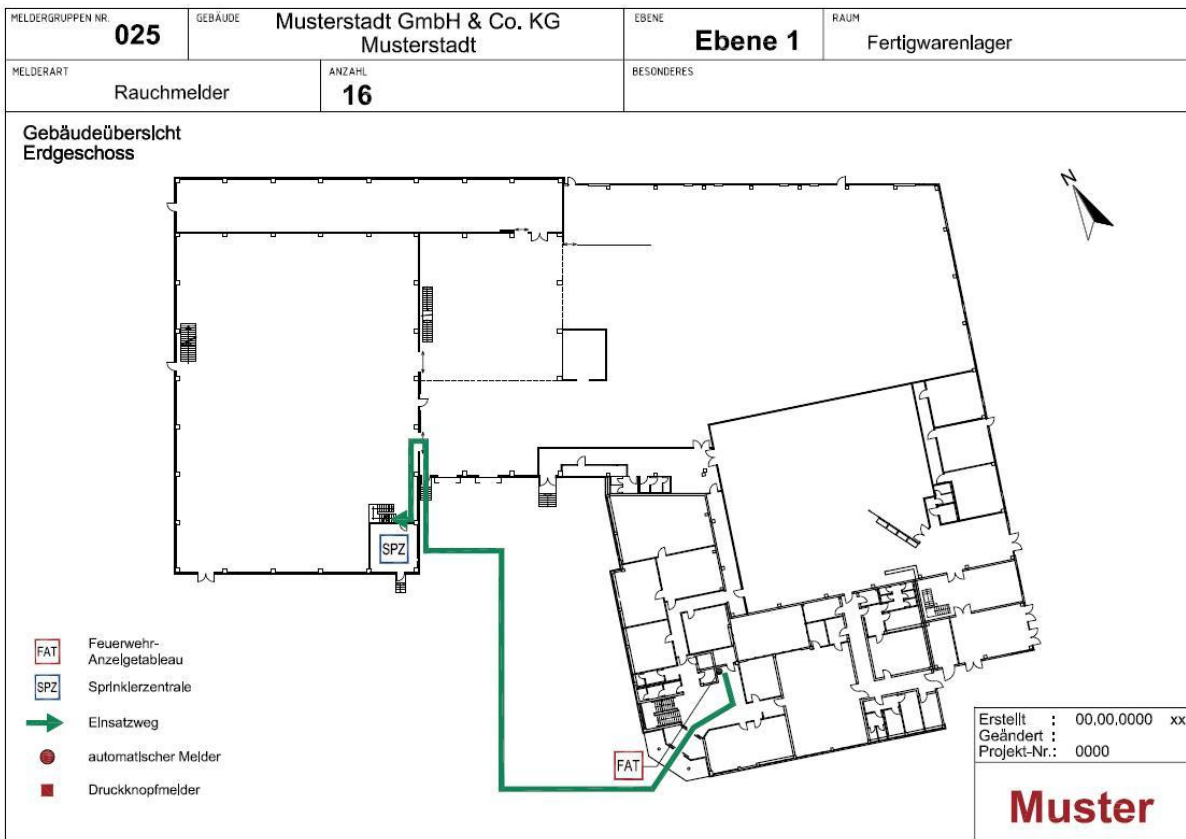 MELDERGRUPPEN NR.
025
GEBÄUDE
Musterstadt GmbH & Co. KG
Musterstadt
EBENE
Ebene 1
RAUM
Fertigwarenlager
MELDERART
Rauchmelder
ANZAHL
16
BESONDERES
Gebäudeübersicht
Erdgeschoss
N
SPZ
FAT
FAT
Feuerwehr-
Anzeigetableau
SPZ
Sprinklerzentrale
Einsatzweg
automatischer Melder
Druckknopfmelder
Erstellt : 00.00.0000 xx
Geändert :
Projekt-Nr.: 0000
Muster